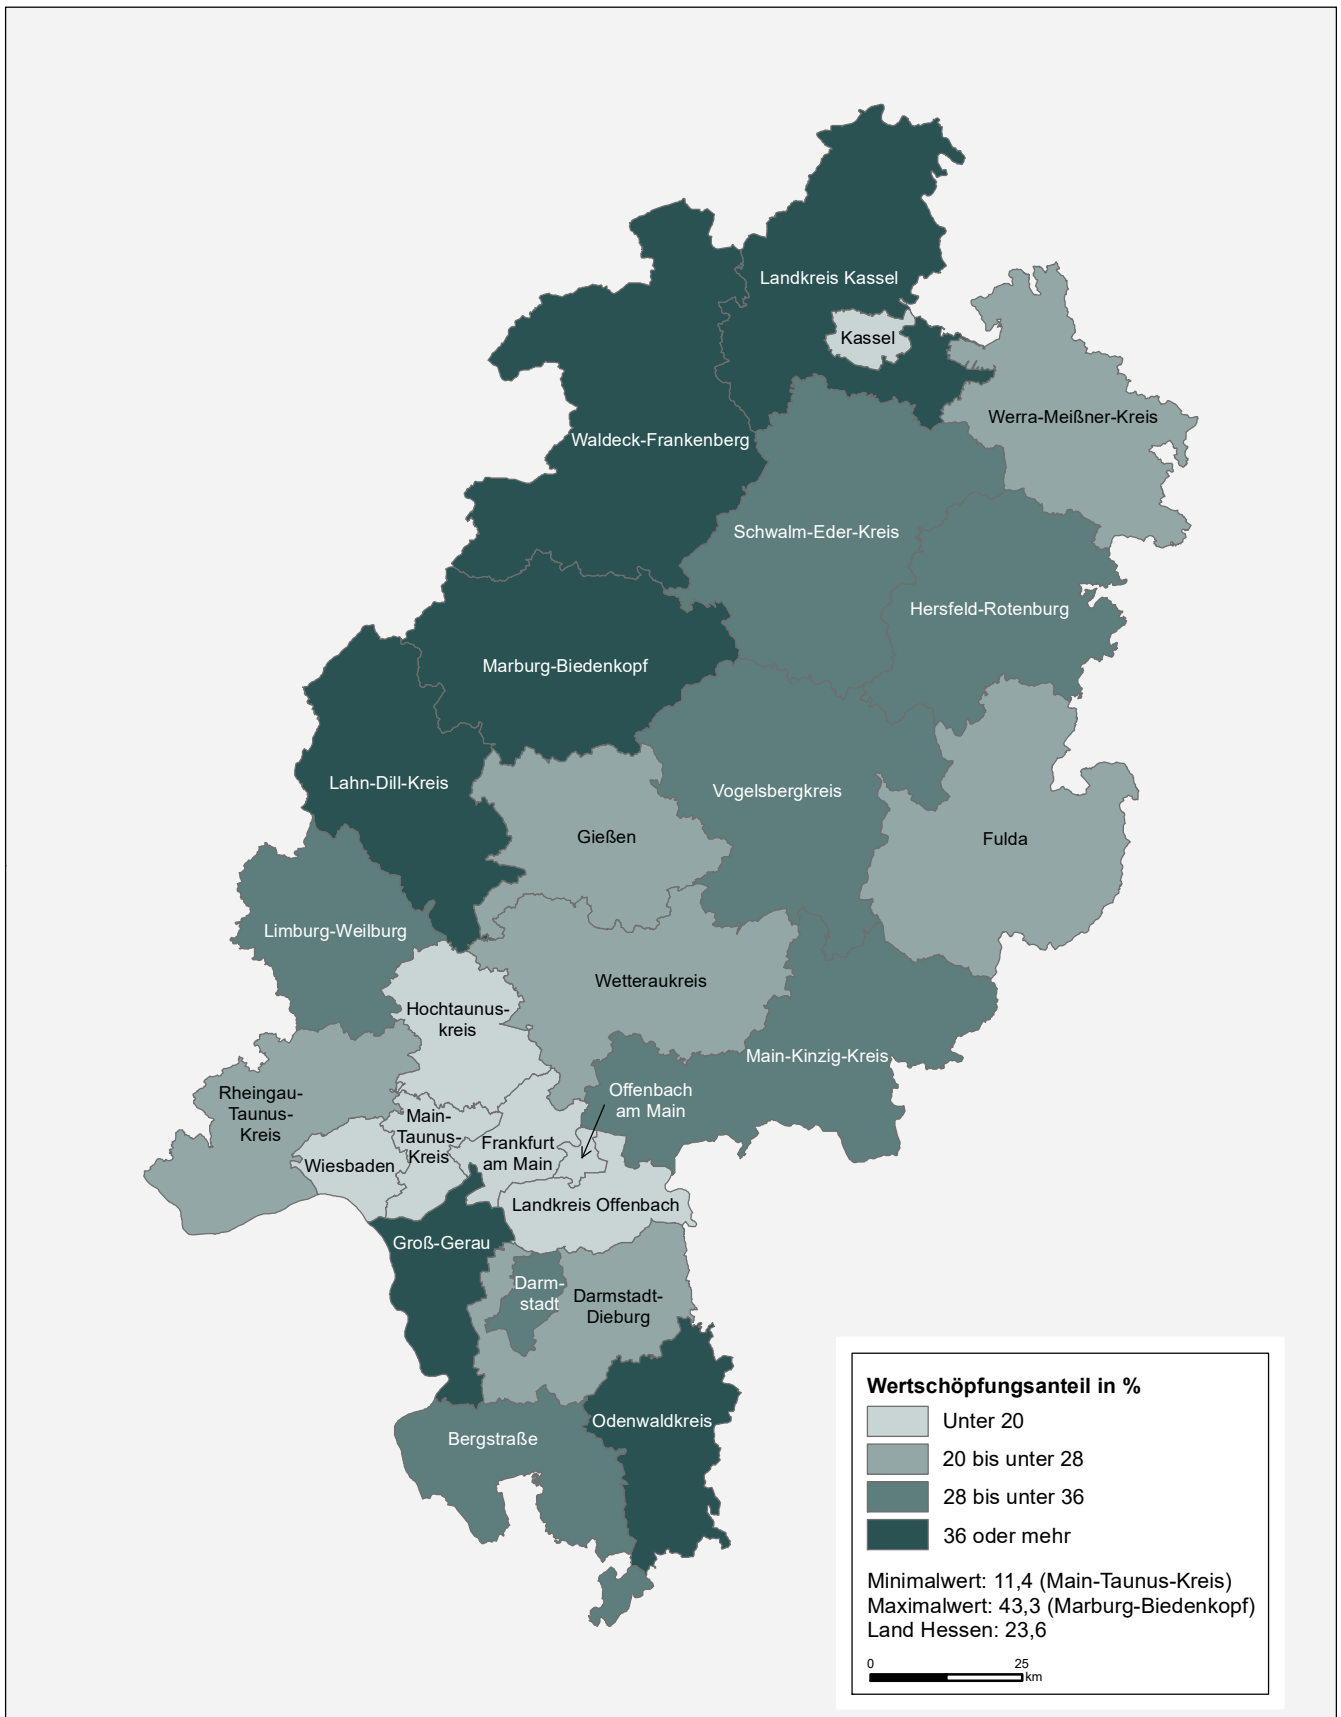 Landkreis Kassel
Kassel
Werra-Meißner-Kreis
Waldeck-Frankenberg
Schwalm-Eder-Kreis
Hersfeld-Rotenburg
Marburg-Biedenkopf
Lahn-Dill-Kreis
Vogelsbergkreis
Gießen
Fulda
Limburg-Weilburg
Wetteraukreis
Hochtaunus-
kreis
Main-Kinzig-Kreis
Rheingau-
Taunus-
Kreis
Offenbach
am Main
Main-
Taunus-
Kreis
Frankfurt
am Main
Wiesbaden
Landkreis Offenbach
Groß-Gerau
Darm-
stadt
Darmstadt-
Dieburg
Odenwaldkreis
Bergstraße
Wertschöpfungsanteil in %
Unter 20
20 bis unter 28
28 bis unter 36
36 oder mehr
Minimalwert: 11,4 (Main-Taunus-Kreis)
Maximalwert: 43,3 (Marburg-Biedenkopf)
Land Hessen: 23,6
0 25
km